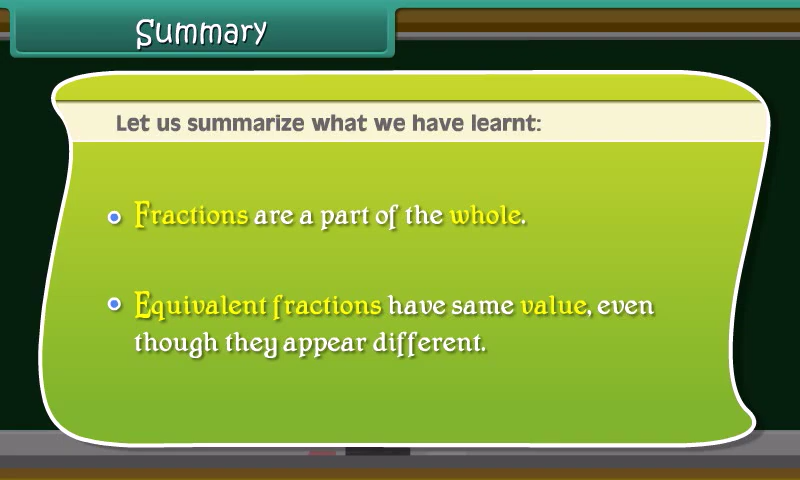 Summary
Let us summarize what we have learnt:
Fractions are a part of the whole.
Equivalent fractions have same value, even
though they appear different.